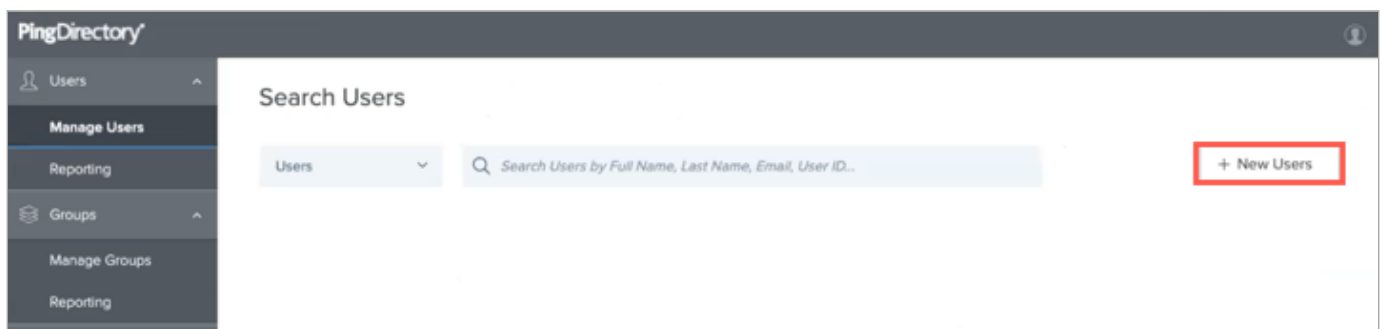 PingDirectory
Users
Manage Users
Reporting
Groups
Manage Groups
Reporting
Search Users
Users
Search Users by Full Name, Last Name, Email, User ID...
+ New Users